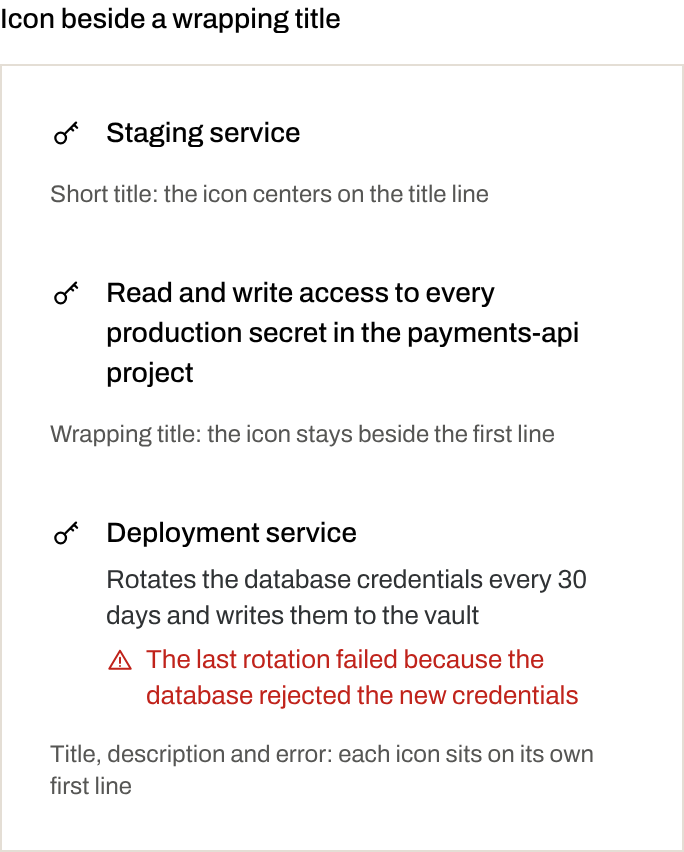 Icon beside a wrapping title
Staging service
Short title: the icon centers on the title line
Read and write access to every
production secret in the payments-api
project
Wrapping title: the icon stays beside the first line
Deployment service
Rotates the database credentials every 30
days and writes them to the vault
The last rotation failed because the
database rejected the new credentials
Title, description and error: each icon sits on its own
first line